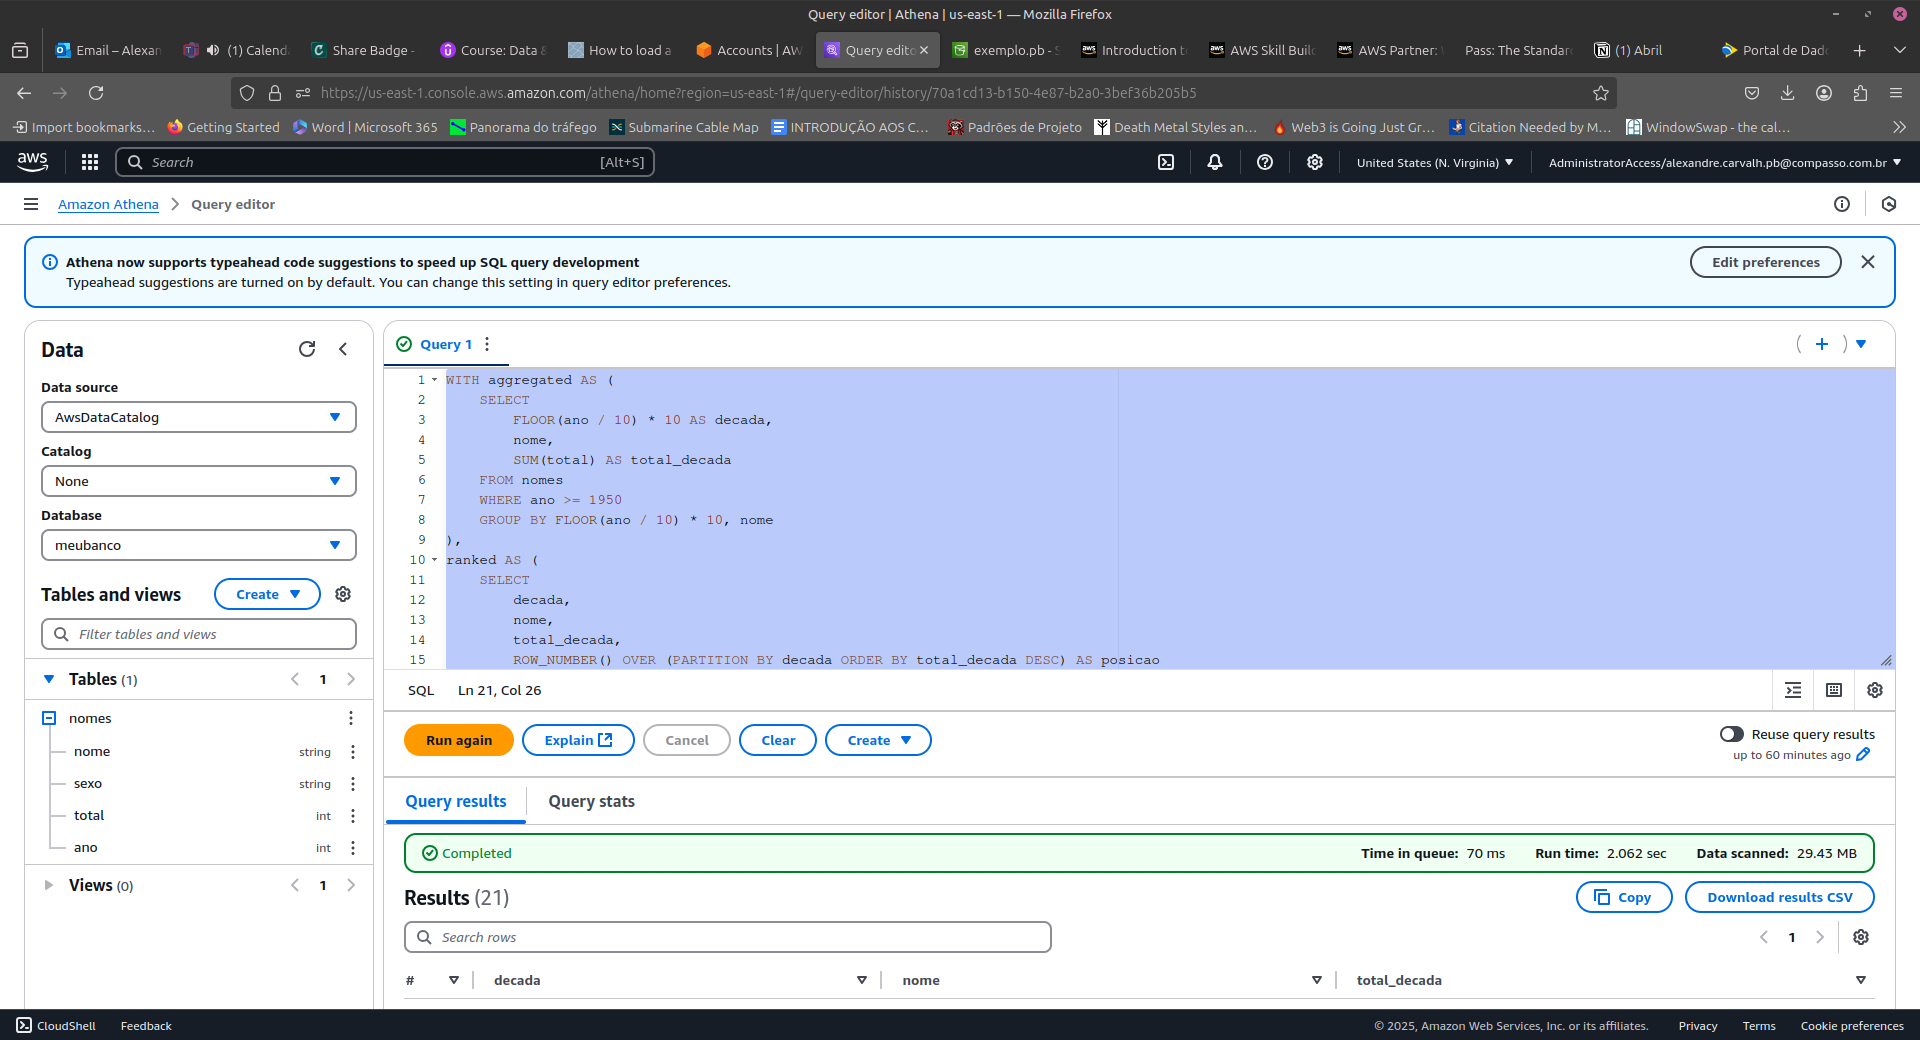 Query editor | Athena | us-east-1 — Mozilla Firefox
Email – Alexan
(1) Calend
Share Badge -
Course: Data &
How to load a
Accounts | AW
Query edito
exemplo.pb - S
Introduction t
AWS Skill Buil
AWS Partner:
Pass: The Standar
(1) Abril
Portal de Dad
https://us-east-1.console.aws.amazon.com/athena/home?region=us-east-1#/query-editor/history/70a1cd13-b150-4e87-b2a0-3bef36b205b5
Import bookmarks...
Getting Started
Word | Microsoft 365
Panorama do tráfego
Submarine Cable Map
INTRODUÇÃO AOS C...
Padrões de Projeto
Death Metal Styles an...
Web3 is Going Just Gr...
Citation Needed by M...
WindowSwap - the cal...
aws
Search
[Alt+S]
United States (N. Virginia)
AdministratorAccess/alexandre.carvalh.pb@compasso.com.br
Amazon Athena
Query editor
Athena now supports typeahead code suggestions to speed up SQL query development
Typeahead suggestions are turned on by default. You can change this setting in query editor preferences.
Edit preferences
Data
Data source
AwsDataCatalog
Catalog
None
Database
meubanco
Tables and views
Create
Filter tables and views
Tables (1)
1
nomes
nome string
sexo string
total int
ano int
Views (0)
1
Query 1
1 WITH aggregated AS (
2 SELECT
3 FLOOR(ano / 10) * 10 AS decada,
4 nome,
5 SUM(total) AS total_decada
6 FROM nomes
7 WHERE ano >= 1950
8 GROUP BY FLOOR(ano / 10) * 10, nome
9 ),
10 ranked AS (
11 SELECT
12 decada,
13 nome,
14 total_decada,
15 ROW_NUMBER() OVER (PARTITION BY decada ORDER BY total_decada DESC) AS posicao
SQL
Ln 21, Col 26
Run again
Explain
Cancel
Clear
Create
Reuse query results
up to 60 minutes ago
Query results
Query stats
Completed
Time in queue: 70 ms
Run time: 2.062 sec
Data scanned: 29.43 MB
Results (21)
Copy
Download results CSV
Search rows
1
# decada nome total_decada
CloudShell
Feedback
© 2025, Amazon Web Services, Inc. or its affiliates.
Privacy
Terms
Cookie preferences